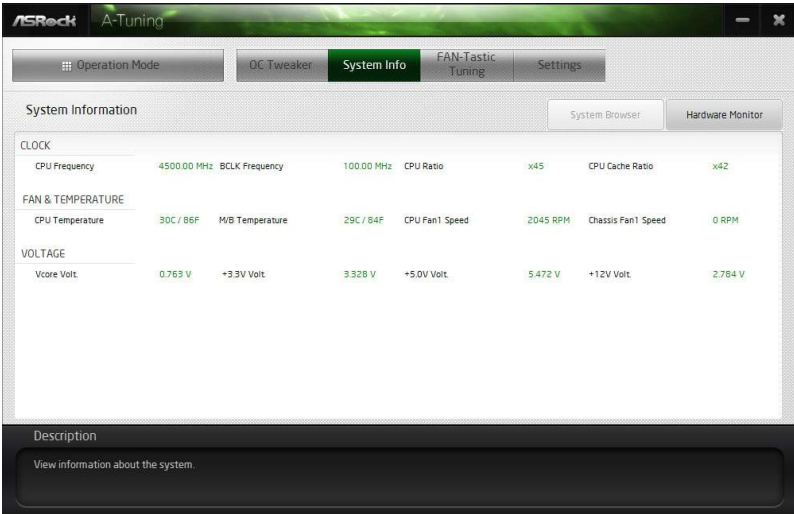 ASRock A-Tuning
Operation Mode OC Tweaker System Info FAN-Tastic Tuning Settings
System Information System Browser Hardware Monitor
CLOCK
CPU Frequency 4500.00 MHz BCLK Frequency 100.00 MHz CPU Ratio x45 CPU Cache Ratio x42
FAN & TEMPERATURE
CPU Temperature 30C / 86F M/B Temperature 29C / 84F CPU Fan1 Speed 2045 RPM Chassis Fan1 Speed 0 RPM
VOLTAGE
Vcore Volt. 0.763 V +3.3V Volt. 3.328 V +5.0V Volt. 5.472 V +12V Volt. 2.784 V
Description
View information about the system.